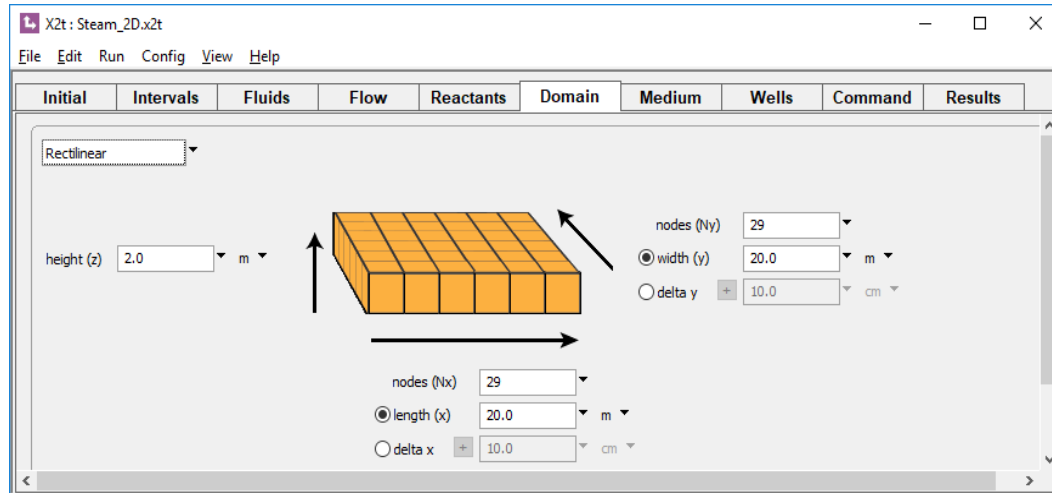 X2t : Steam_2D.x2t
File Edit Run Config View Help
Initial Intervals Fluids Flow Reactants Domain Medium Wells Command Results
Rectilinear
nodes (Ny) 29
height (z) 2.0 m
width (y) 20.0 m
delta y + 10.0 cm
nodes (Nx) 29
length (x) 20.0 m
delta x + 10.0 cm